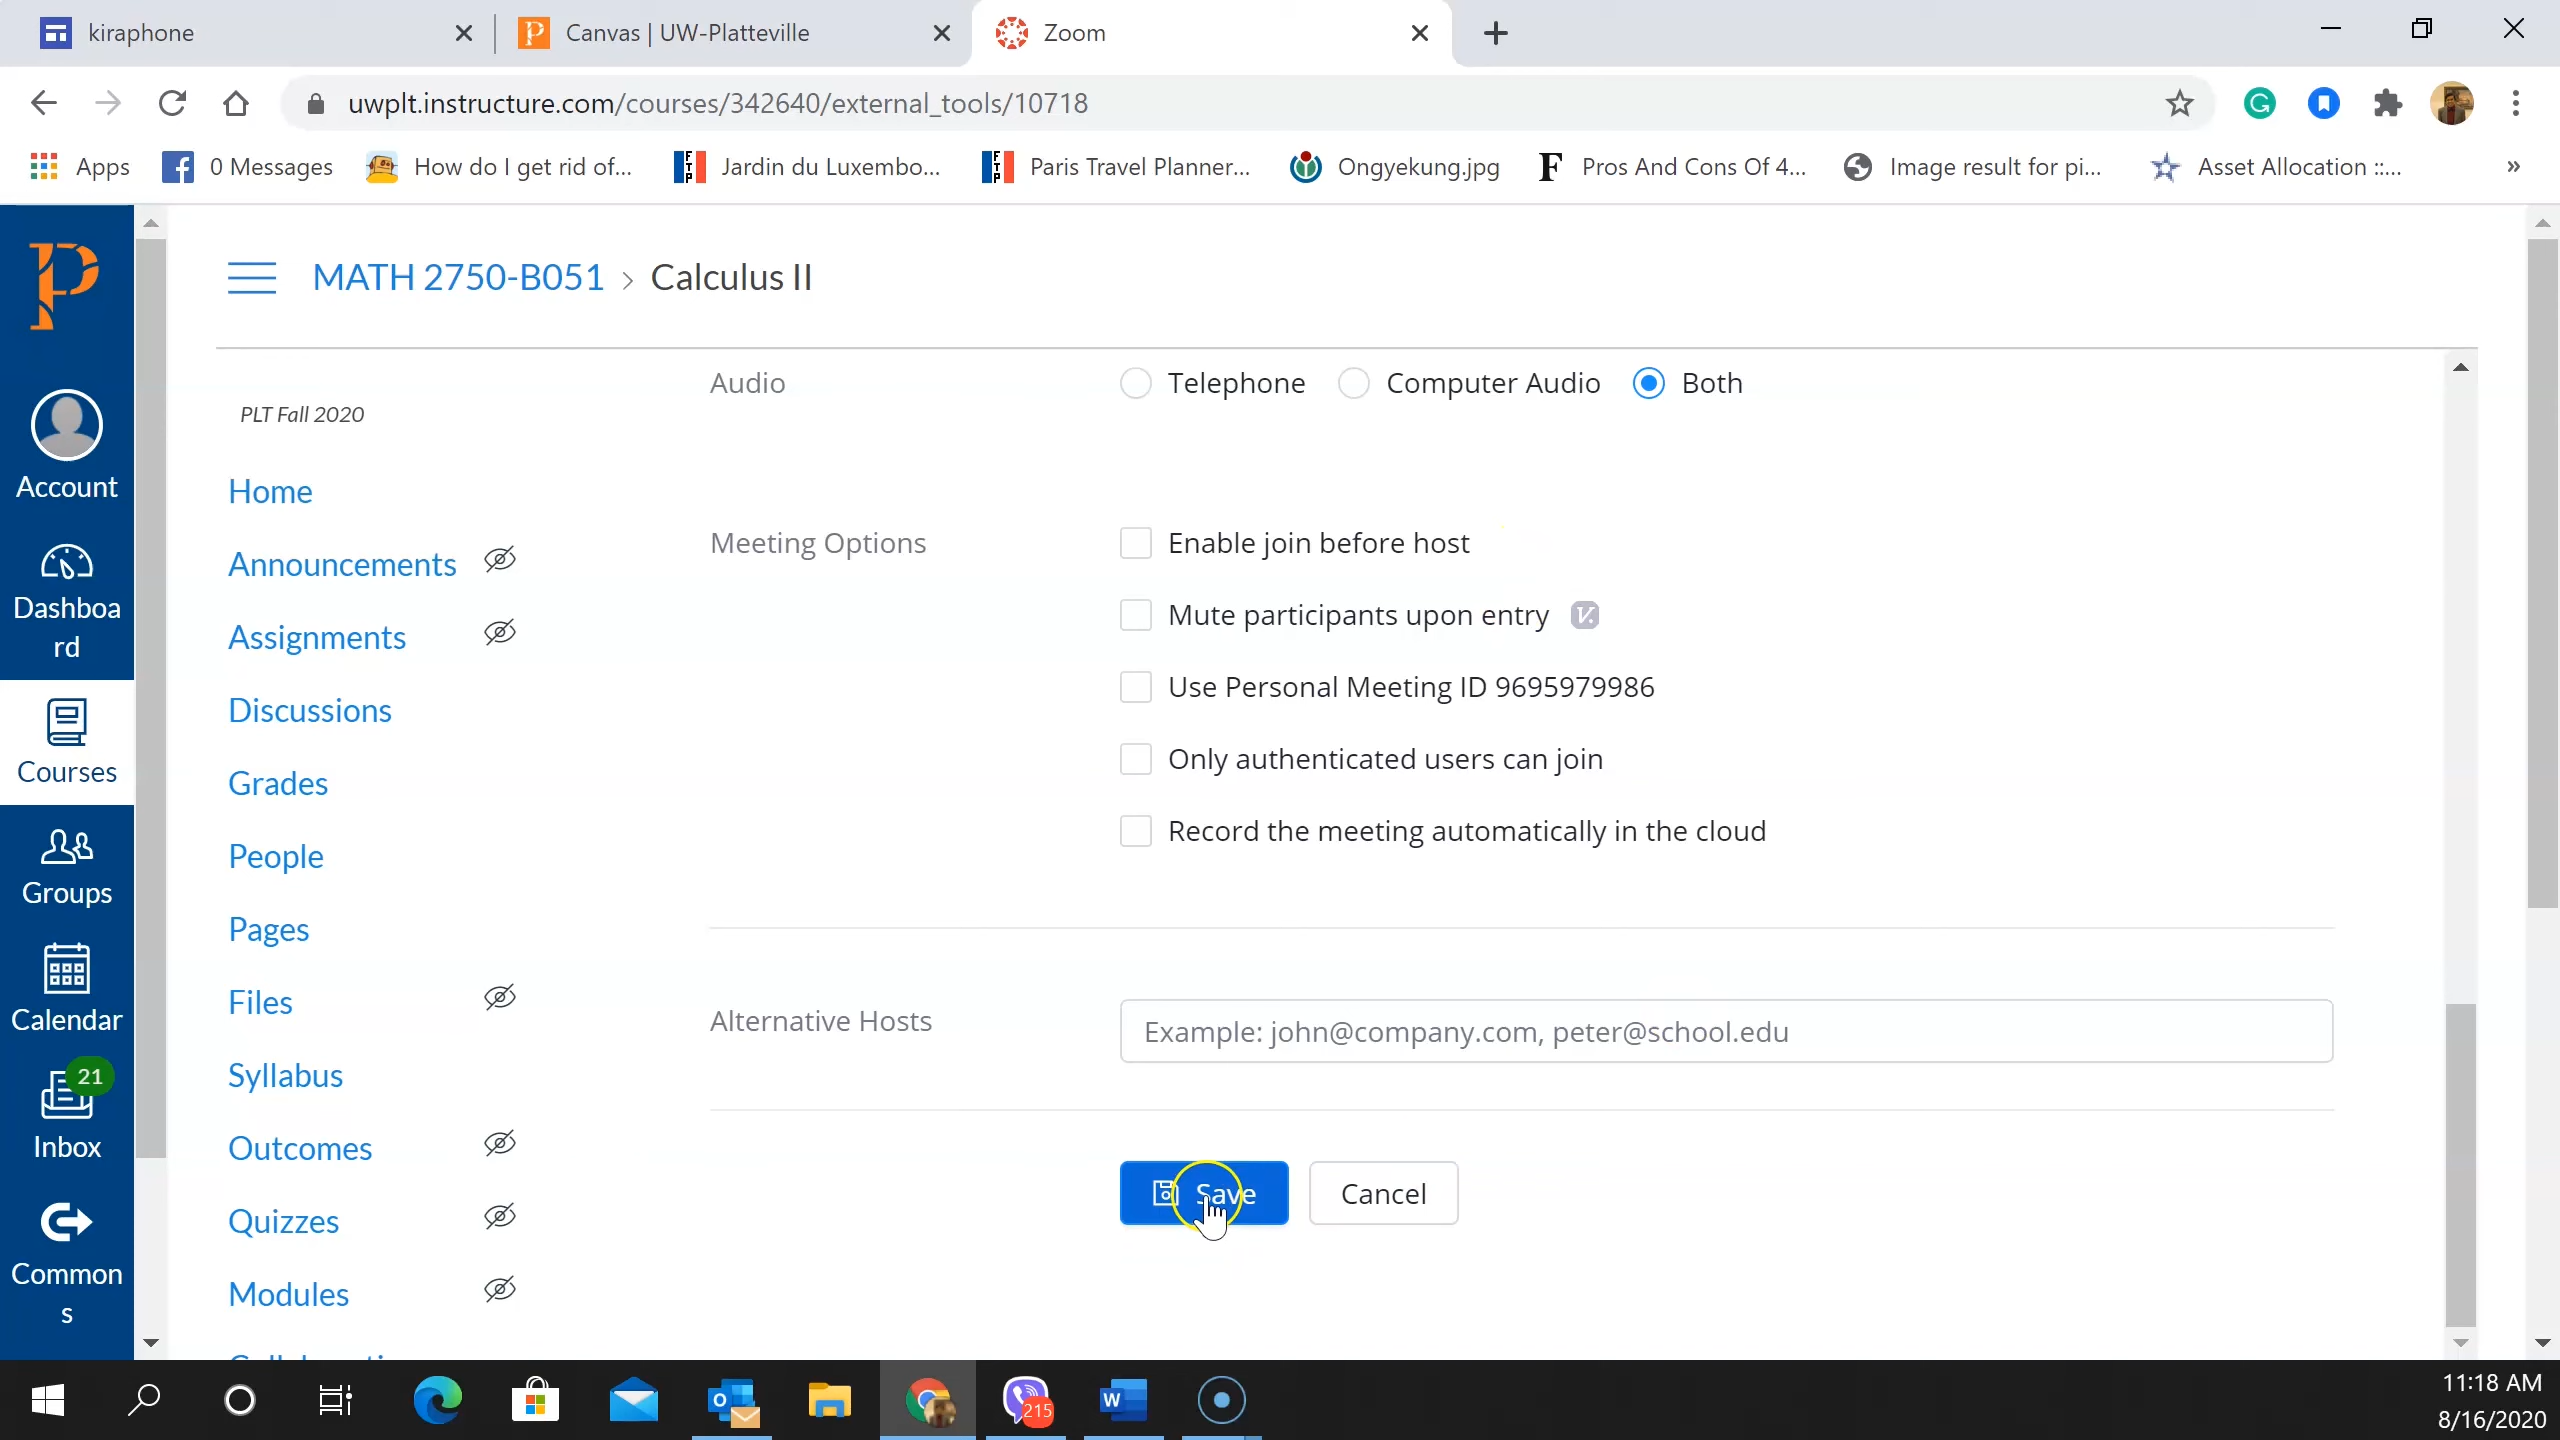 kiraphone
Canvas | UW-Platteville
Zoom
uwplt.instructure.com/courses/342640/external_tools/10718
Apps
0 Messages
How do I get rid of...
Jardin du Luxembo...
Paris Travel Planner...
Ongyekung.jpg
Pros And Cons Of 4...
Image result for pi...
Asset Allocation ::...
»
Account
Dashboa
rd
Courses
Groups
Calendar
21
Inbox
Common
s
MATH 2750-B051 › Calculus II
PLT Fall 2020
Home
Announcements
Assignments
Discussions
Grades
People
Pages
Files
Syllabus
Outcomes
Quizzes
Modules
Audio
Telephone
Computer Audio
Both
Meeting Options
Enable join before host
Mute participants upon entry
Use Personal Meeting ID 9695979986
Only authenticated users can join
Record the meeting automatically in the cloud
Alternative Hosts
Example: john@company.com, peter@school.edu
Save
Cancel
215
11:18 AM
8/16/2020